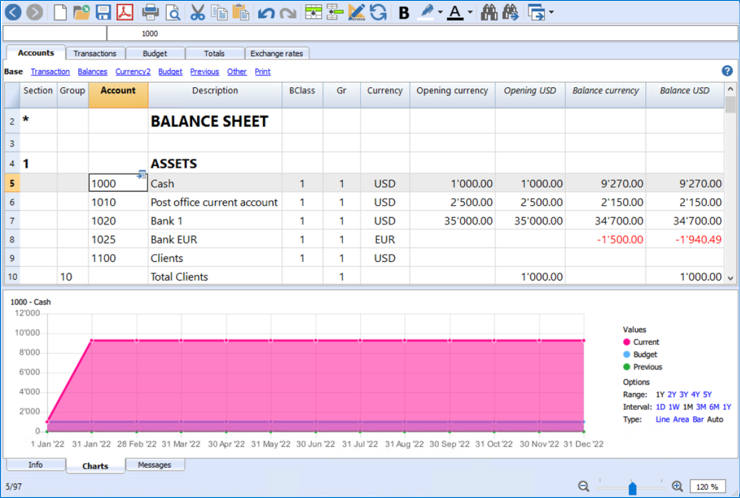 B A
1000
Accounts Transactions Budget Totals Exchange rates
Base Transaction Balances Currency2 Budget Previous Other Print ?
Section Group Account Description BClass Gr Currency Opening currency Opening USD Balance currency Balance USD
2 * BALANCE SHEET
3
4 1 ASSETS
5 1000 Cash 1 1 USD 1'000.00 1'000.00 9'270.00 9'270.00
6 1010 Post office current account 1 1 USD 2'500.00 2'500.00 2'150.00 2'150.00
7 1020 Bank 1 1 1 USD 35'000.00 35'000.00 34'700.00 34'700.00
8 1025 Bank EUR 1 1 EUR -1'500.00 -1'940.49
9 1100 Clients 1 1 USD
10 10 Total Clients 1 1'000.00 1'000.00
1000 - Cash
12'000
10'000
8'000
6'000
4'000
2'000
0
1 Jan '22 31 Jan '22 28 Feb '22 31 Mar '22 30 Apr '22 31 May '22 30 Jun '22 31 Jul '22 31 Aug '22 30 Sep '22 31 Oct '22 30 Nov '22 31 Dec '22
Values
Current
Budget
Previous
Options
Range: 1Y 2Y 3Y 4Y 5Y
Interval: 1D 1W 1M 3M 6M 1Y
Type: Line Area Bar Auto
Info Charts Messages
5/97 120 %